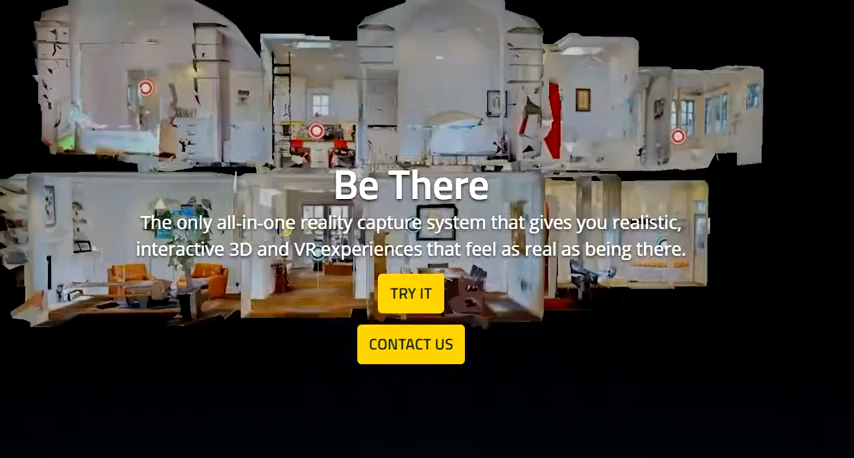 Be There
The only all-in-one reality capture system that gives you realistic,
interactive 3D and VR experiences that feel as real as being there.
TRY IT
CONTACT US